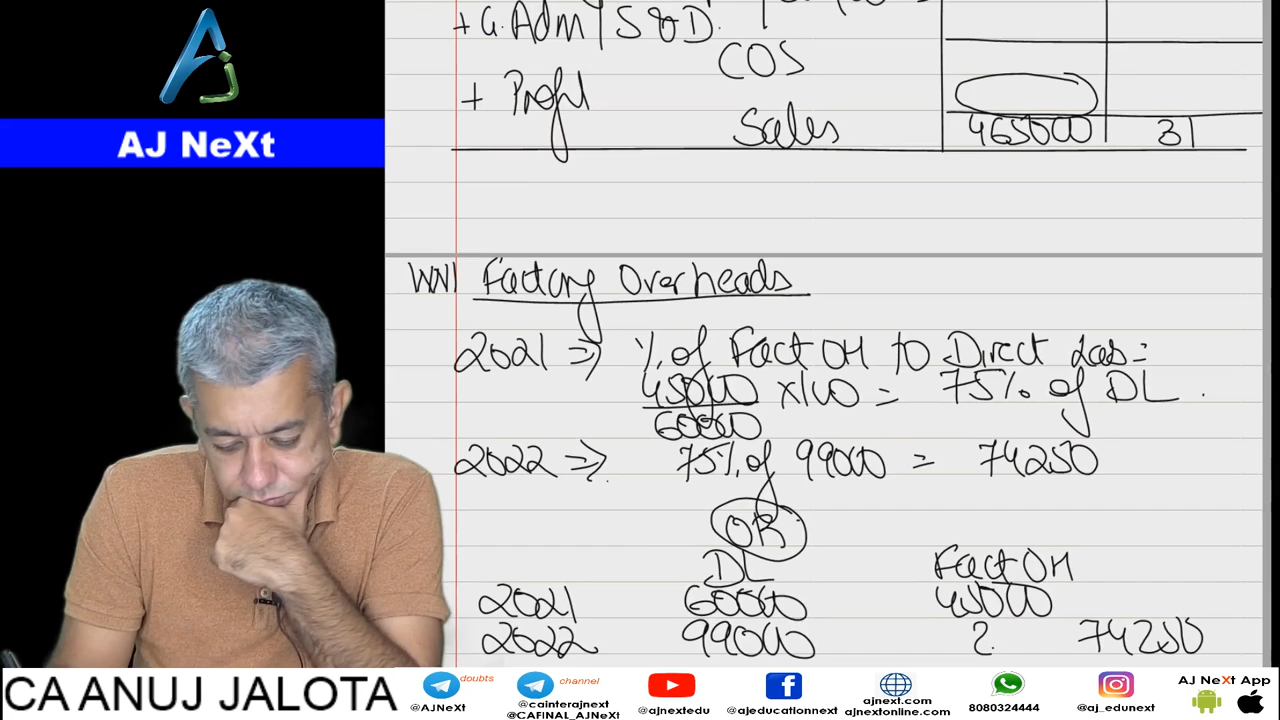 + G. Adm / S & D.
COS
+ Profit
Sales 465000 31
AJ NeXt
WN1 Factory Overheads
2021 ⇒ % of Fact OH to Direct Lab =
45000 x100 = 75% of DL.
60000
2022 ⇒ 75% of 99000 = 74250
OR
DL Fact OH
2021 60000 45000
2022 99000 ? 74250
CA ANUJ JALOTA
doubts
@AJNeXt
channel
@cainterajnext
@CAFINAL_AJNeXt
@ajnextedu
@ajeducationnext
ajnext.com
ajnextonline.com
8080324444
@aj_edunext
AJ NeXt App